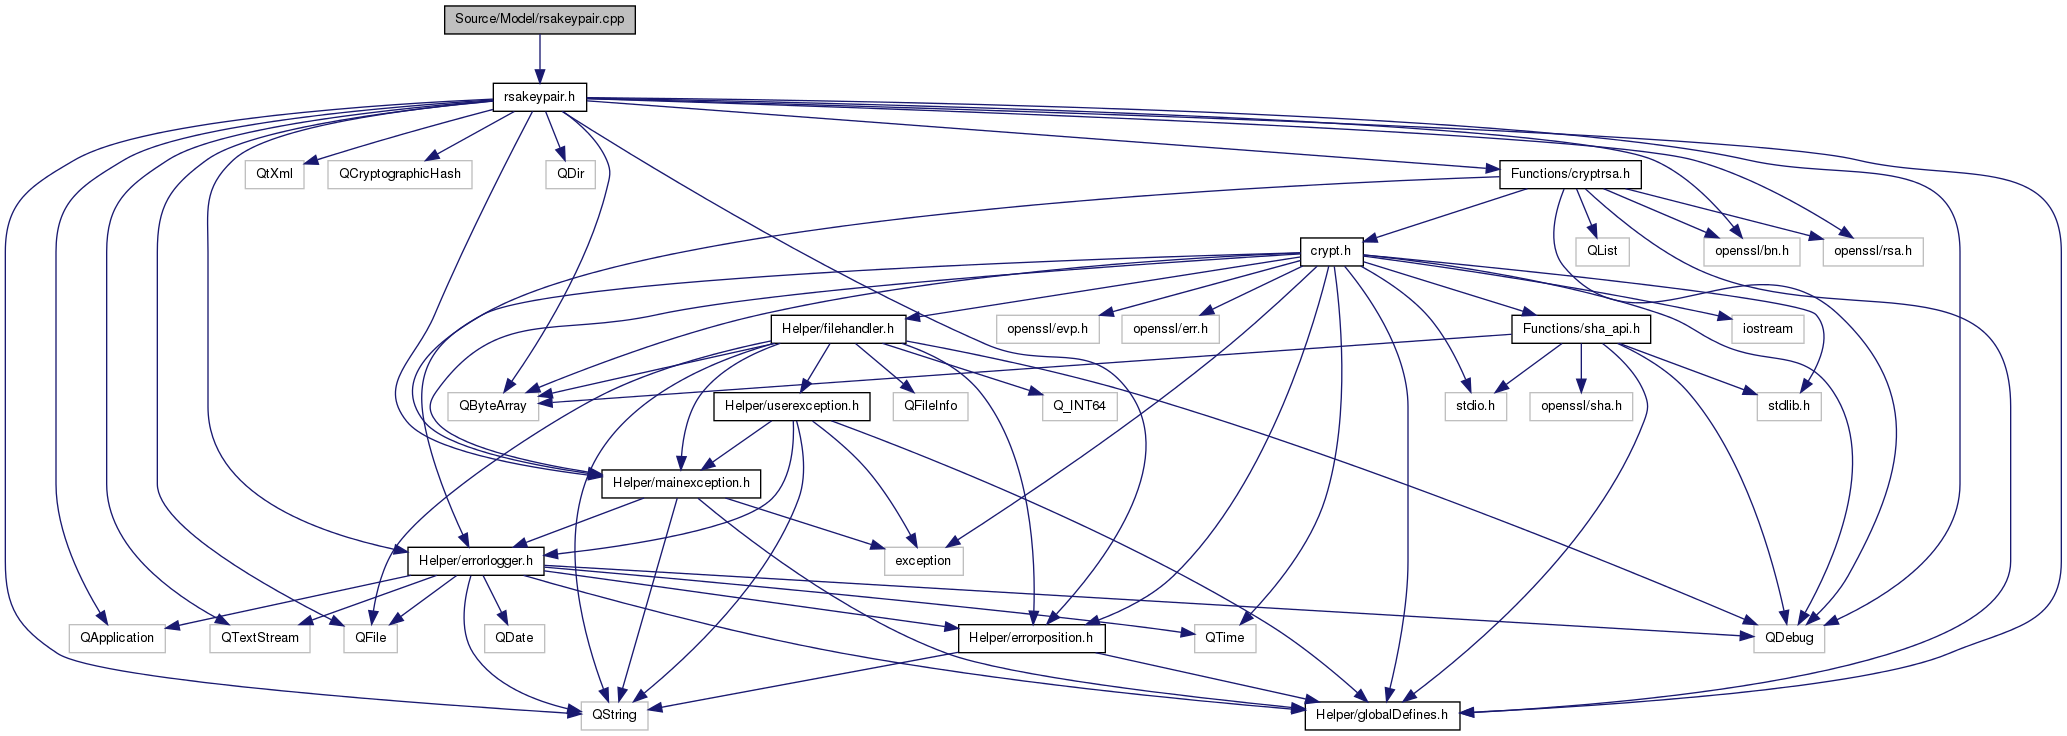 Source/Model/rsakeypair.cpp
rsakeypair.h
QtXml
QCryptographicHash
QDir
Functions/cryptrsa.h
crypt.h
QList
openssl/bn.h
openssl/rsa.h
Helper/filehandler.h
openssl/evp.h
openssl/err.h
Functions/sha_api.h
iostream
QByteArray
Helper/userexception.h
QFileInfo
Q_INT64
stdio.h
openssl/sha.h
stdlib.h
Helper/mainexception.h
Helper/errorlogger.h
exception
QApplication
QTextStream
QFile
QDate
Helper/errorposition.h
QTime
QDebug
QString
Helper/globalDefines.h